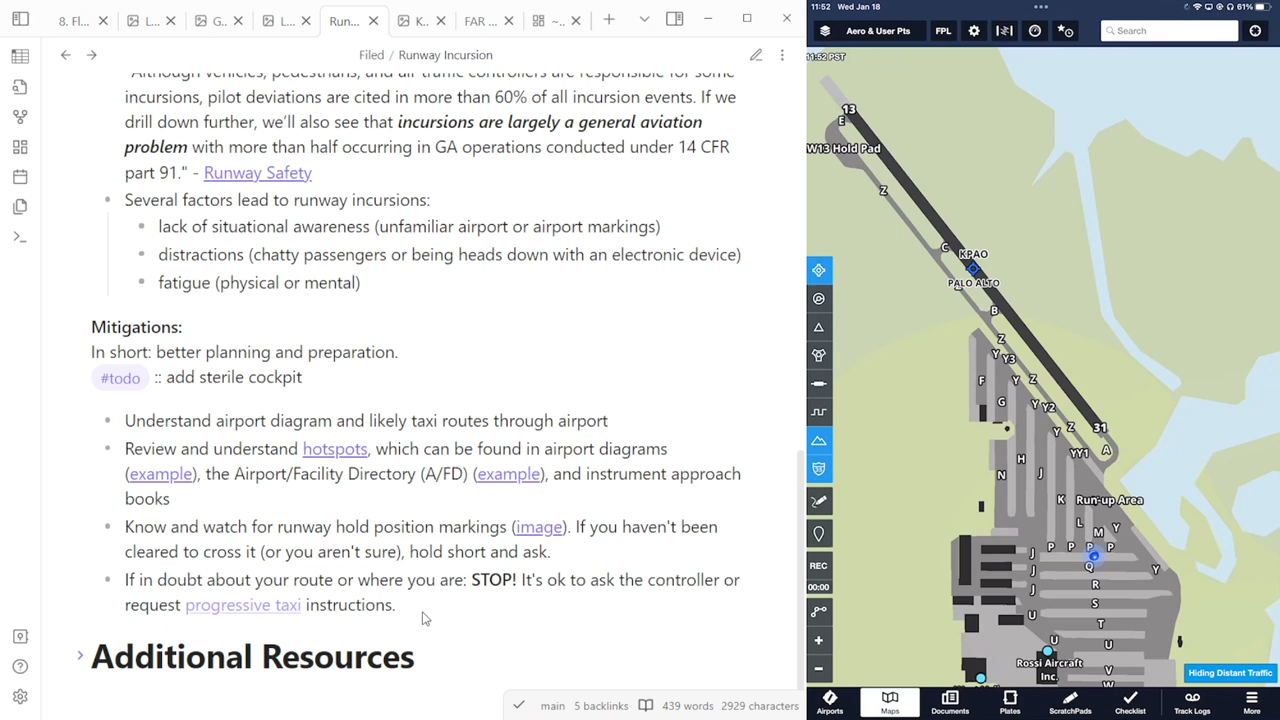 8. Fl...
L...
G...
L...
Run...
K...
FAR ...
~...
Filed / Runway Incursion
"Although vehicles, pedestrians, and air traffic controllers are responsible for some
incursions, pilot deviations are cited in more than 60% of all incursion events. If we
drill down further, we'll also see that incursions are largely a general aviation
problem with more than half occurring in GA operations conducted under 14 CFR
part 91." - Runway Safety
Several factors lead to runway incursions:
lack of situational awareness (unfamiliar airport or airport markings)
distractions (chatty passengers or being heads down with an electronic device)
fatigue (physical or mental)
Mitigations:
In short: better planning and preparation.
#todo :: add sterile cockpit
Understand airport diagram and likely taxi routes through airport
Review and understand hotspots, which can be found in airport diagrams
(example), the Airport/Facility Directory (A/FD) (example), and instrument approach
books
Know and watch for runway hold position markings (image). If you haven't been
cleared to cross it (or you aren't sure), hold short and ask.
If in doubt about your route or where you are: STOP! It's ok to ask the controller or
request progressive taxi instructions.
Additional Resources
main 5 backlinks 439 words 2929 characters
11:52 Wed Jan 18
61%
Aero & User Pts
FPL
Search
11:52 PST
13
E
W13 Hold Pad
Z
C
KPAO
PALO ALTO
B
Z
Y Y3
F Y Z
G Y Y2
Y Z 31
YY1 A
H
N J
K Run-up Area
L Y
M
J P P P P
J Q Y
J R
S
U T
U U
Rossi Aircraft
Inc.
V
W
REC
00:00
Hiding Distant Traffic
Airports
Maps
Documents
Plates
ScratchPads
Checklist
Track Logs
More